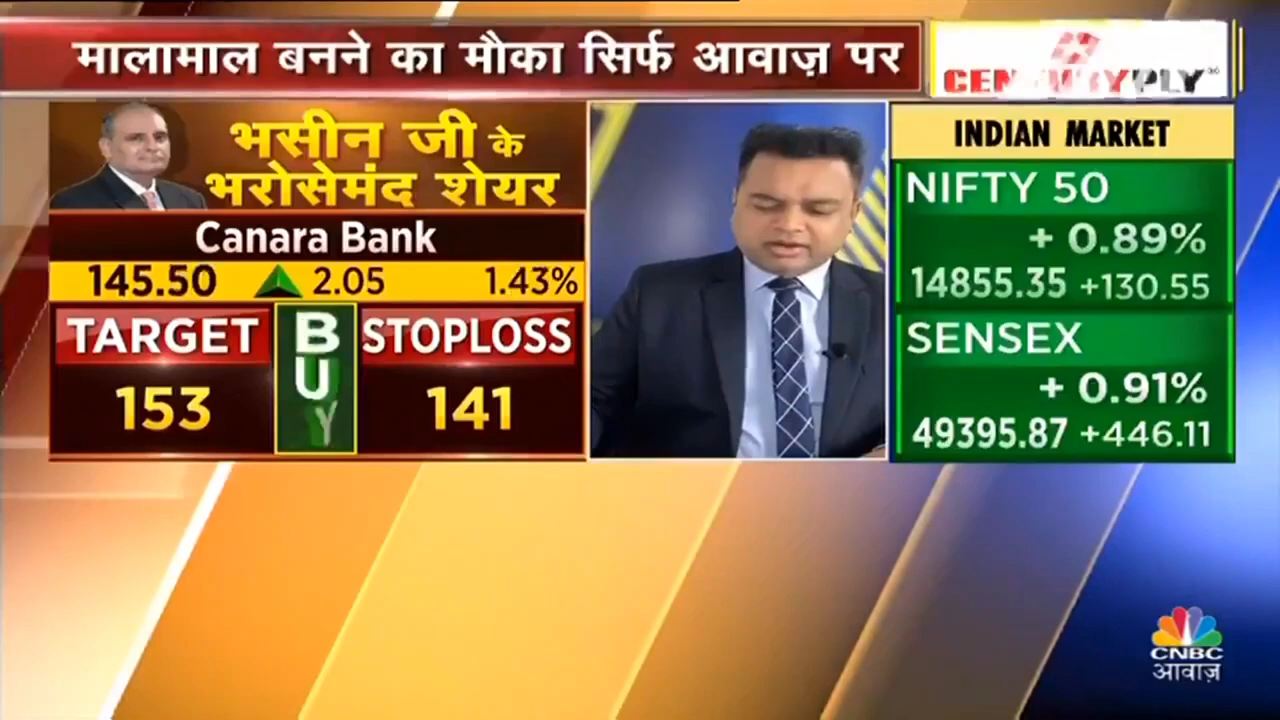 मालामाल बनने का मौका सिर्फ आवाज़ पर
CENTURYPLY
भसीन जी के
भरोसेमंद शेयर
Canara Bank
145.50 2.05 1.43%
TARGET BUY STOPLOSS
153 141
INDIAN MARKET
NIFTY 50
+ 0.89%
14855.35 +130.55
SENSEX
+ 0.91%
49395.87 +446.11
CNBC
आवाज़